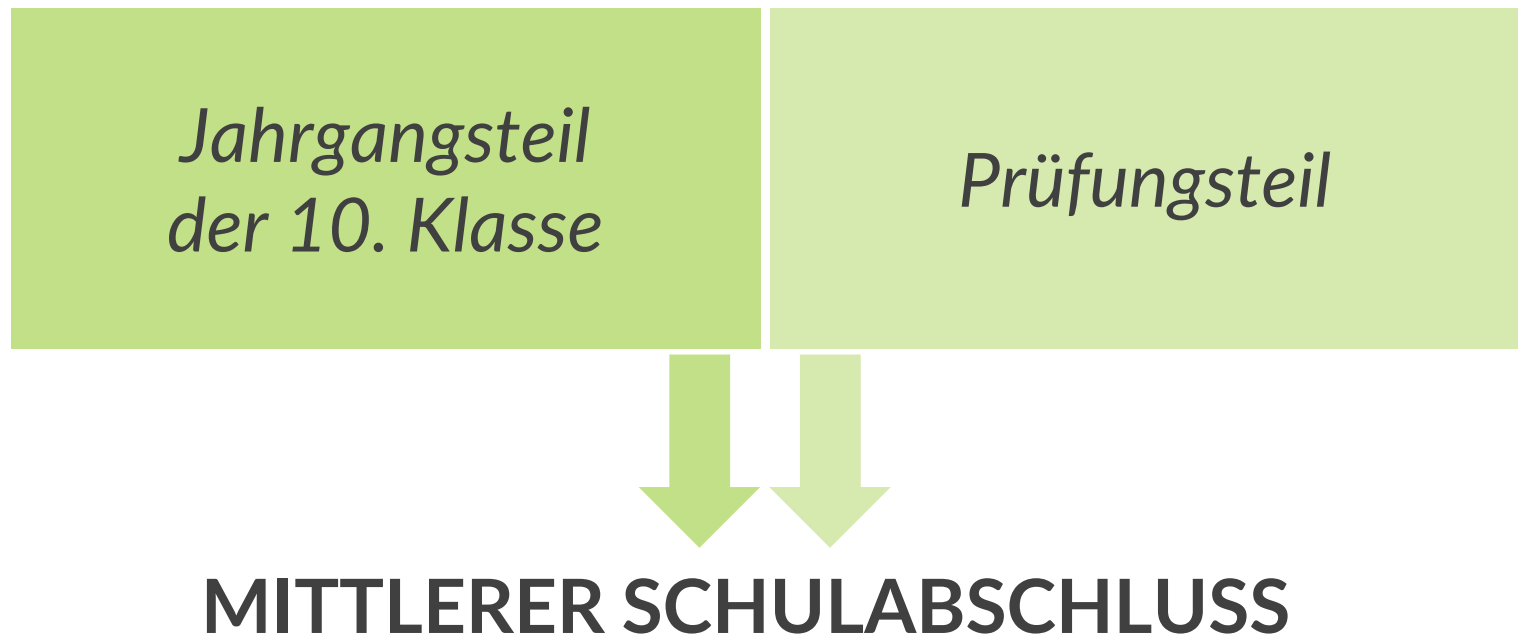 Jahrgangsteil
der 10. Klasse
Prüfungsteil
MITTLERER SCHULABSCHLUSS